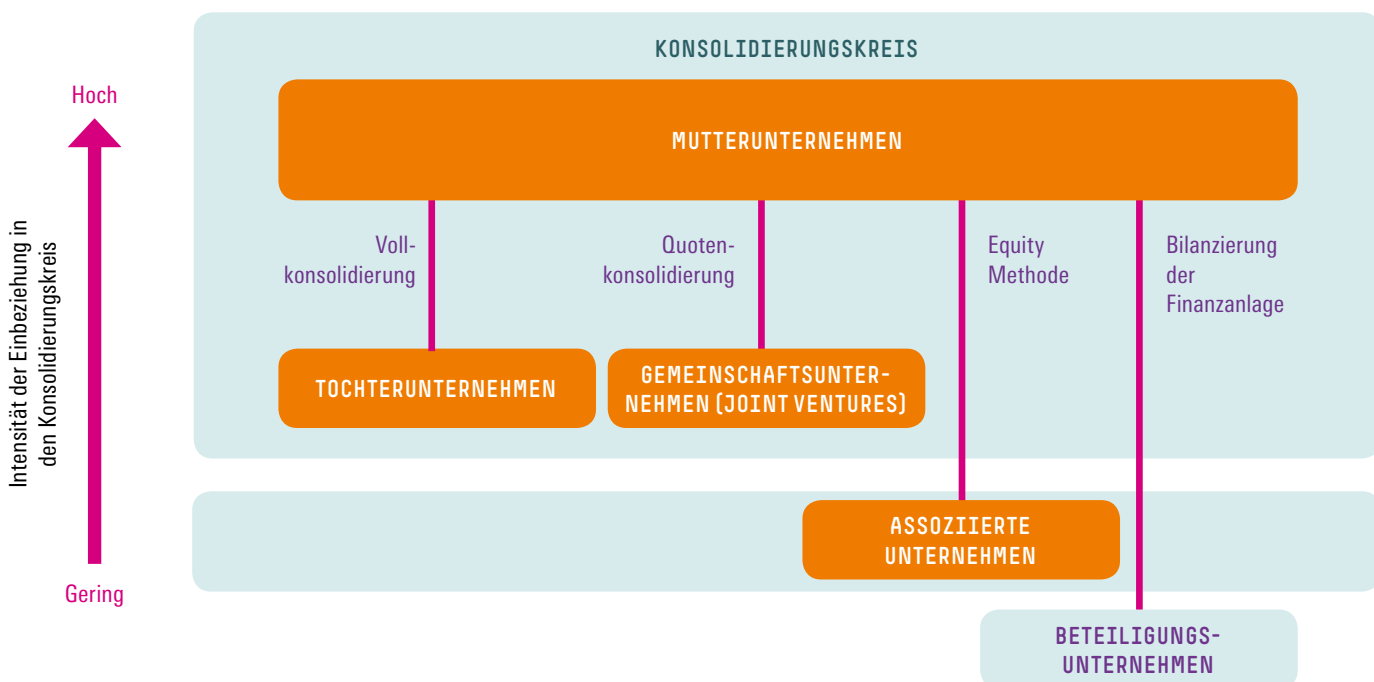 KONSOLIDIERUNGSKREIS
Hoch
MUTTERUNTERNEHMEN
Intensität der Einbeziehung in
den Konsolidierungskreis
Voll-
konsolidierung
Quoten-
konsolidierung
Equity
Methode
Bilanzierung
der
Finanzanlage
TOCHTERUNTERNEHMEN
GEMEINSCHAFTSUNTER-
NEHMEN (JOINT VENTURES)
ASSOZIIERTE
UNTERNEHMEN
Gering
BETEILIGUNGS-
UNTERNEHMEN